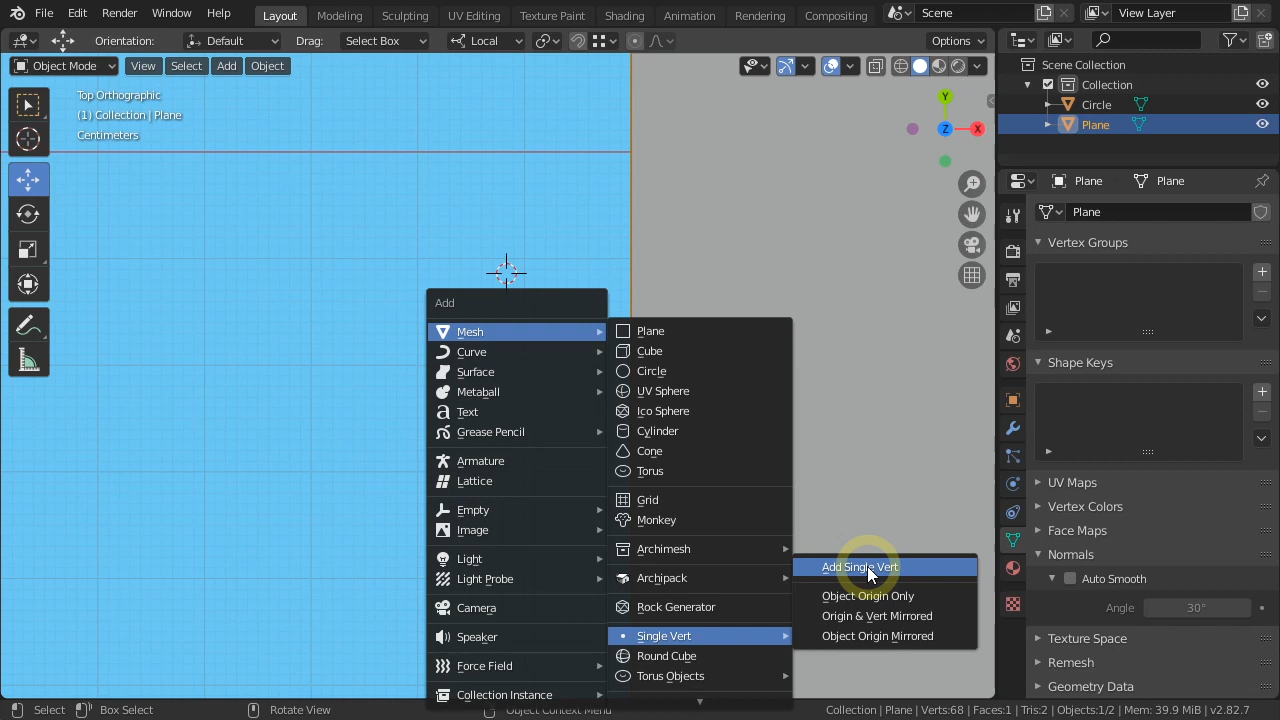 File Edit Render Window Help Layout Modeling Sculpting UV Editing Texture Paint Shading Animation Rendering Compositing Scene View Layer
Orientation: Default Drag: Select Box Local Options
Object Mode View Select Add Object
Top Orthographic
(1) Collection | Plane
Centimeters
Y
Z
X
Add
Mesh
Curve
Surface
Metaball
Text
Grease Pencil
Armature
Lattice
Empty
Image
Light
Light Probe
Camera
Speaker
Force Field
Collection Instance
Plane
Cube
Circle
UV Sphere
Ico Sphere
Cylinder
Cone
Torus
Grid
Monkey
Archimesh
Archipack
Rock Generator
Single Vert
Round Cube
Torus Objects
Add Single Vert
Object Origin Only
Origin & Vert Mirrored
Object Origin Mirrored
Scene Collection
Collection
Circle
Plane
Plane Plane
Plane
Vertex Groups
Shape Keys
UV Maps
Vertex Colors
Face Maps
Normals
Auto Smooth
Angle 30°
Texture Space
Remesh
Geometry Data
Select Box Select Rotate View Object Context Menu Collection | Plane | Verts:68 | Faces:1 | Tris:2 | Objects:1/2 | Mem: 39.9 MiB | v2.82.7